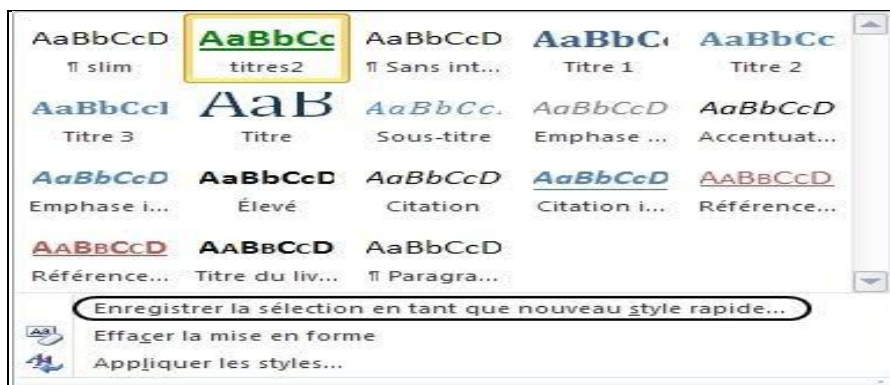 AaBbCcD AaBbCc AaBbCcD AaBbC AaBbCc
¶ slim titres2 ¶ Sans int... Titre 1 Titre 2
AaBbCcI AaB AaBbCc. AaBbCcD AaBbCcD
Titre 3 Titre Sous-titre Emphase ... Accentuat...
AaBbCcD AaBbCcD AaBbCcD AaBbCcD AABBCCD
Emphase i... Élevé Citation Citation i... Référence...
AABBCCD AABBCCD AaBbCcD
Référence... Titre du liv... ¶ Paragra...
Enregistrer la sélection en tant que nouveau style rapide...
Effacer la mise en forme
Appliquer les styles...